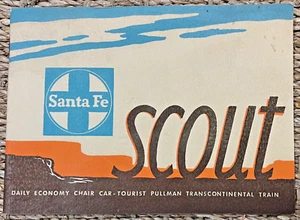 Santa Fe
scout
DAILY ECONOMY CHAIR CAR - TOURIST PULLMAN TRANSCONTINENTAL TRAIN